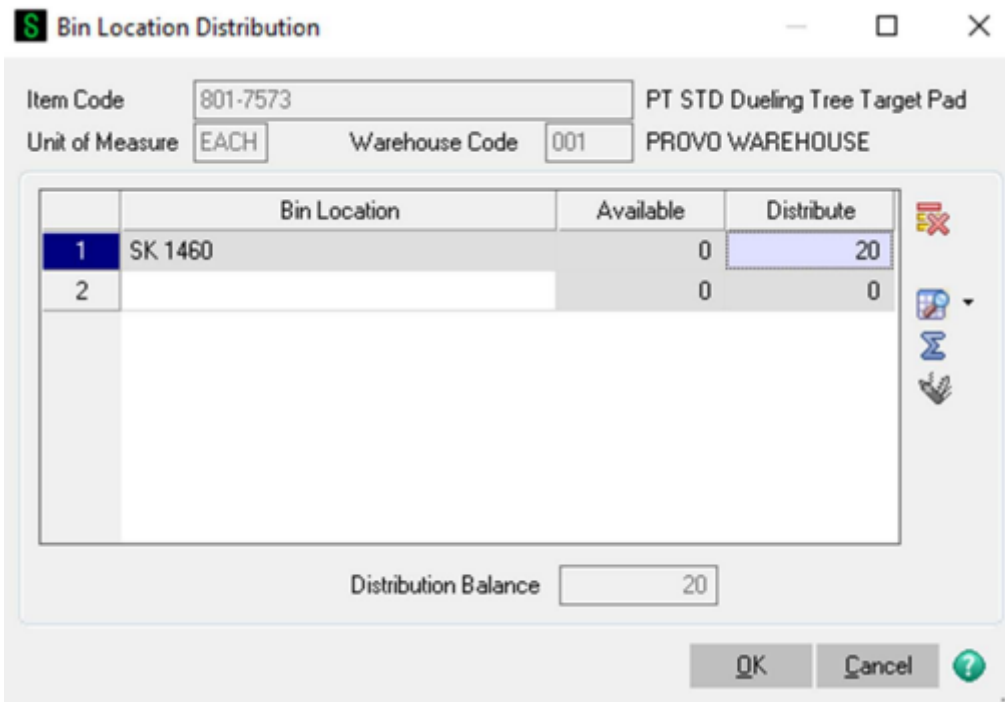 S Bin Location Distribution
Item Code 801-7573 PT STD Dueling Tree Target Pad
Unit of Measure EACH Warehouse Code 001 PROVO WAREHOUSE
Bin Location Available Distribute
1 SK 1460 0 20
2 0 0
Distribution Balance 20
OK Cancel ?